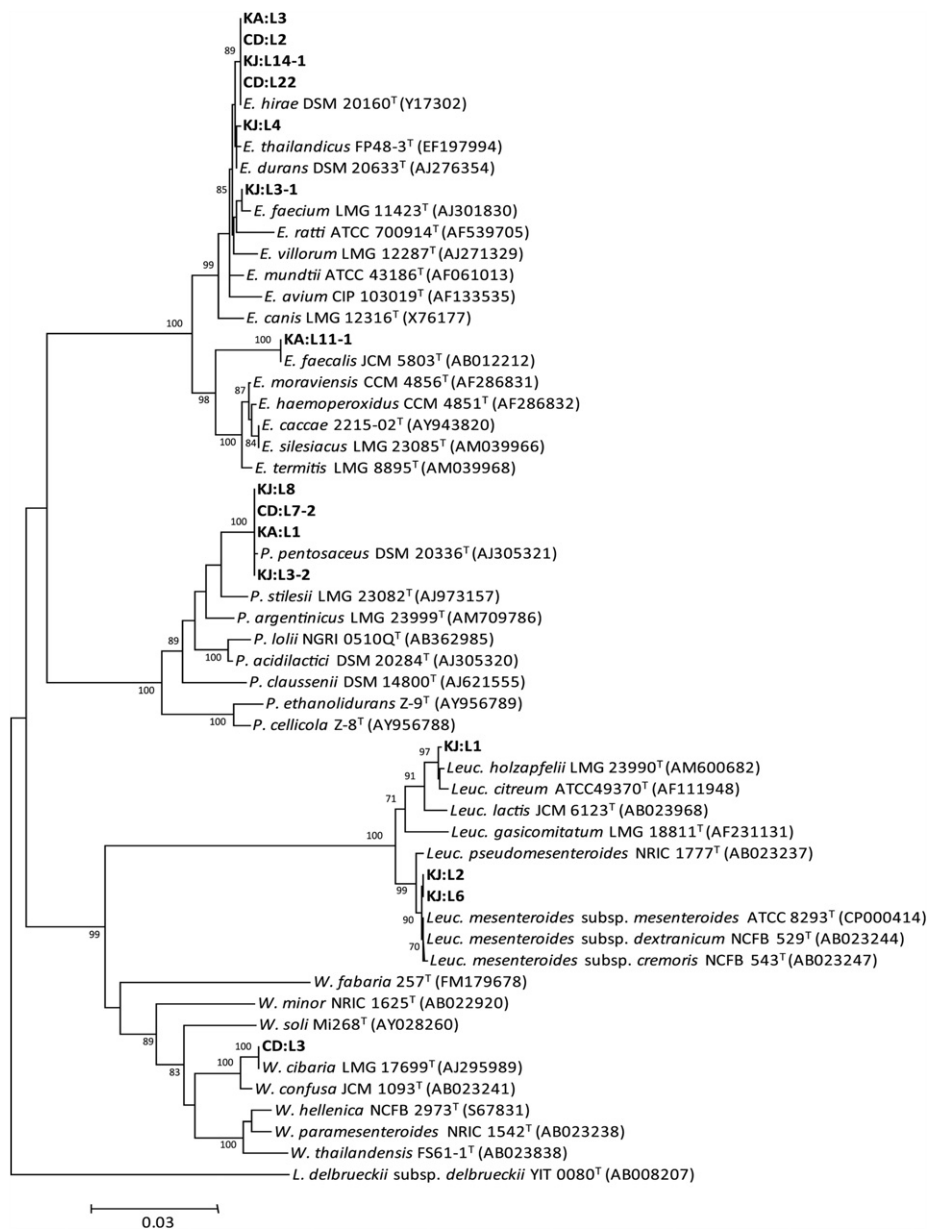 KA:L3
CD:L2
89
KJ:L14-1
CD:L22
E. hirae DSM 20160T (Y17302)
KJ:L4
E. thailandicus FP48-3T (EF197994)
E. durans DSM 20633T (AJ276354)
85
KJ:L3-1
E. faecium LMG 11423T (AJ301830)
E. ratti ATCC 700914T (AF539705)
E. villorum LMG 12287T (AJ271329)
99
E. mundtii ATCC 43186T (AF061013)
E. avium CIP 103019T (AF133535)
E. canis LMG 12316T (X76177)
100
100
KA:L11-1
E. faecalis JCM 5803T (AB012212)
E. moraviensis CCM 4856T (AF286831)
98
87
E. haemoperoxidus CCM 4851T (AF286832)
E. caccae 2215-02T (AY943820)
100
84
E. silesiacus LMG 23085T (AM039966)
E. termitis LMG 8895T (AM039968)
KJ:L8
CD:L7-2
100
KA:L1
P. pentosaceus DSM 20336T (AJ305321)
KJ:L3-2
P. stilesii LMG 23082T (AJ973157)
P. argentinicus LMG 23999T (AM709786)
89
P. lolii NGRI 0510QT (AB362985)
100
P. acidilactici DSM 20284T (AJ305320)
P. claussenii DSM 14800T (AJ621555)
100
P. ethanolidurans Z-9T (AY956789)
100
P. cellicola Z-8T (AY956788)
97
KJ:L1
Leuc. holzapfelii LMG 23990T (AM600682)
91
Leuc. citreum ATCC49370T (AF111948)
71
Leuc. lactis JCM 6123T (AB023968)
Leuc. gasicomitatum LMG 18811T (AF231131)
100
Leuc. pseudomesenteroides NRIC 1777T (AB023237)
KJ:L2
99
KJ:L6
90
Leuc. mesenteroides subsp. mesenteroides ATCC 8293T (CP000414)
99
Leuc. mesenteroides subsp. dextranicum NCFB 529T (AB023244)
70
Leuc. mesenteroides subsp. cremoris NCFB 543T (AB023247)
W. fabaria 257T (FM179678)
W. minor NRIC 1625T (AB022920)
89
W. soli Mi268T (AY028260)
100
CD:L3
83
100
W. cibaria LMG 17699T (AJ295989)
W. confusa JCM 1093T (AB023241)
W. hellenica NCFB 2973T (S67831)
100
W. paramesenteroides NRIC 1542T (AB023238)
W. thailandensis FS61-1T (AB023838)
L. delbrueckii subsp. delbrueckii YIT 0080T (AB008207)
0.03